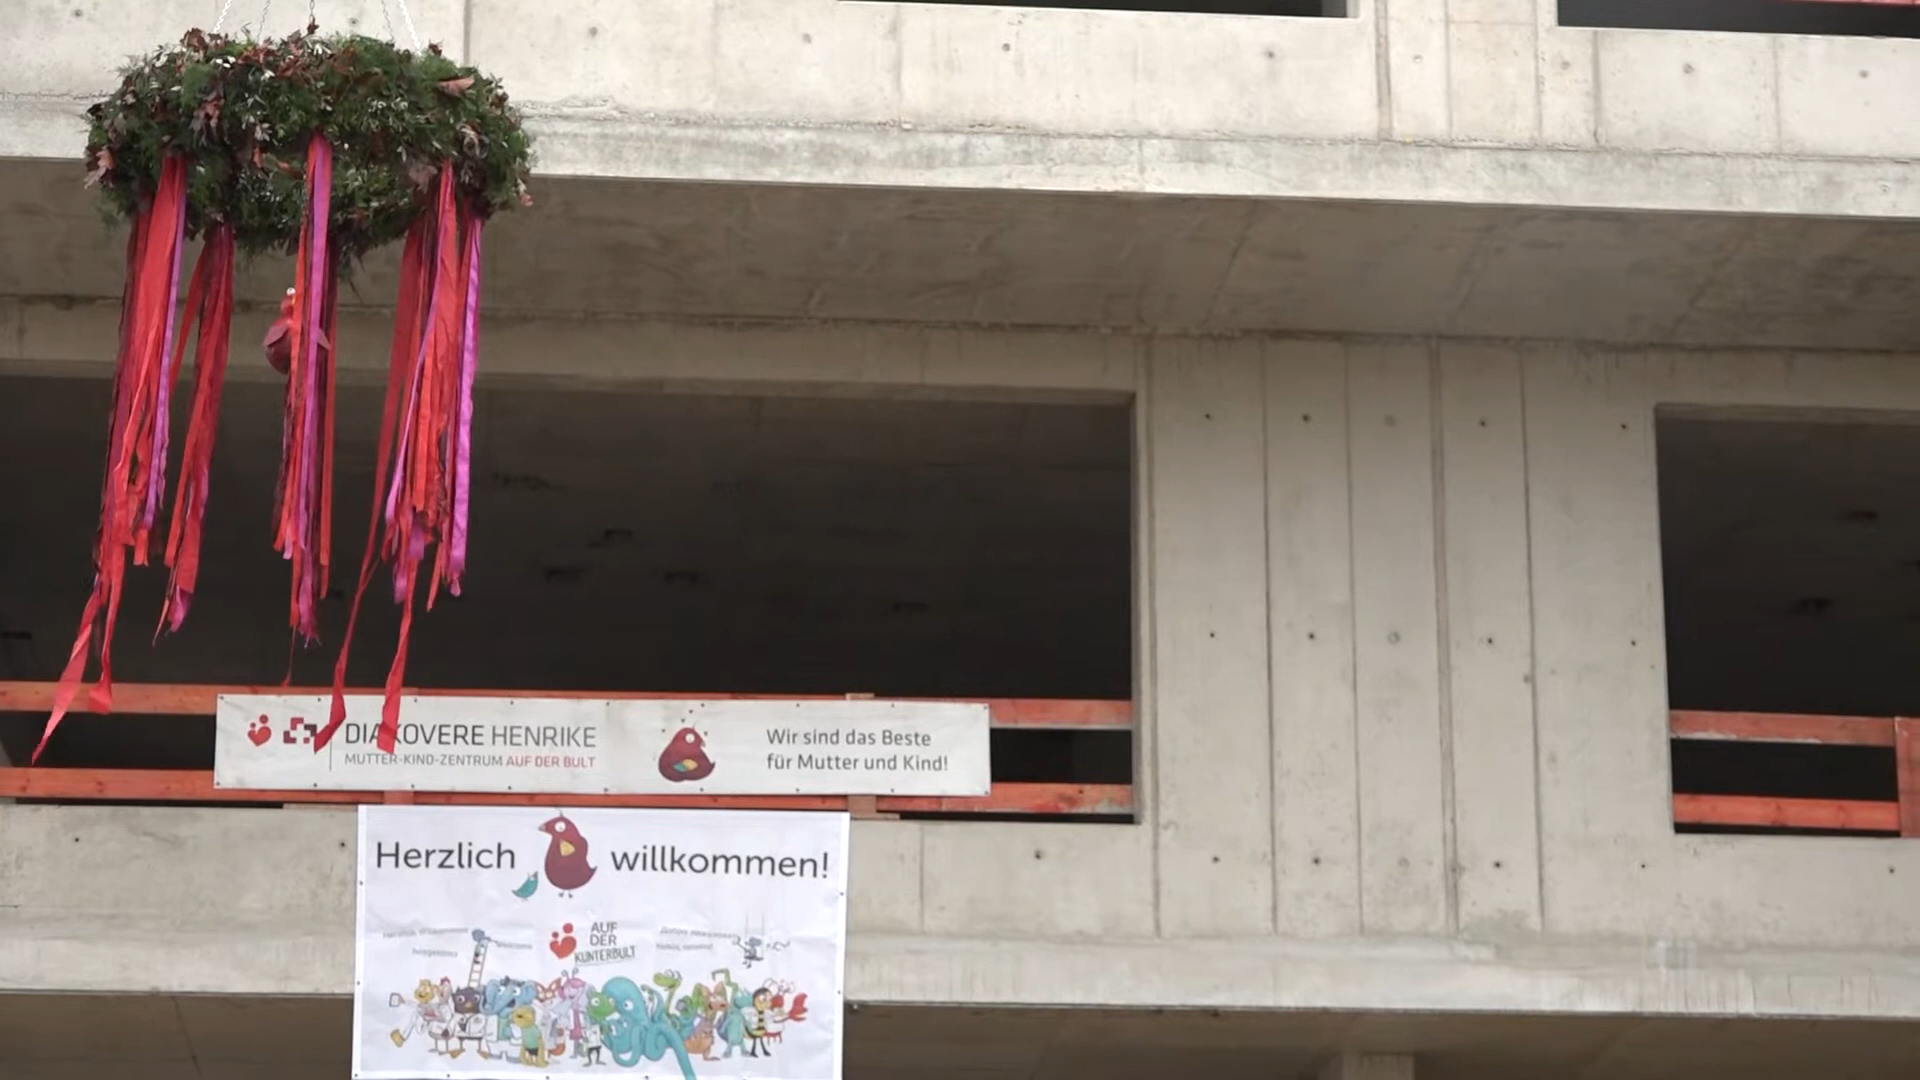 DIAKOVERE HENRIKE
MUTTER-KIND-ZENTRUM AUF DER BULT
Wir sind das Beste
für Mutter und Kind!
Herzlich willkommen!
AUF
DER
KUNTERBULT